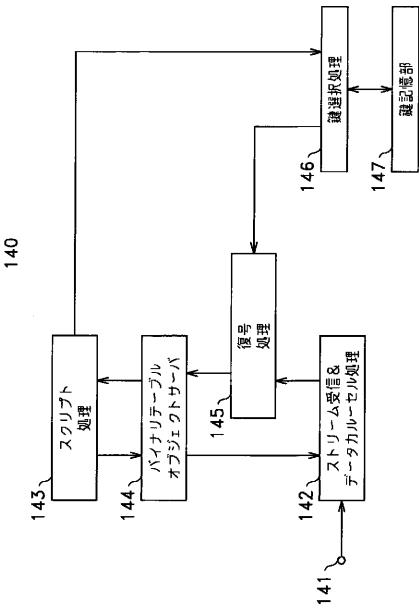 140
143
スクリプト
処理
144
バイナリテーブル
オブジェクトサーバ
145
復号
処理
146
鍵選択処理
147
鍵記憶部
142
ストリーム受信&
データカルーセル処理
141